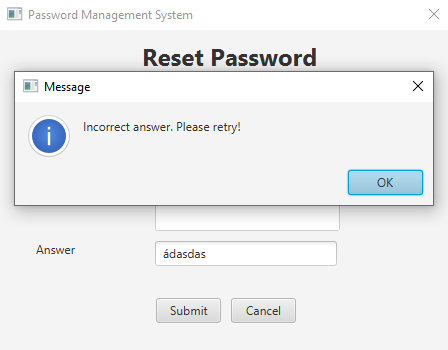 Password Management System
Reset Password
Message
Incorrect answer. Please retry!
OK
Answer
ádasdas
Submit
Cancel